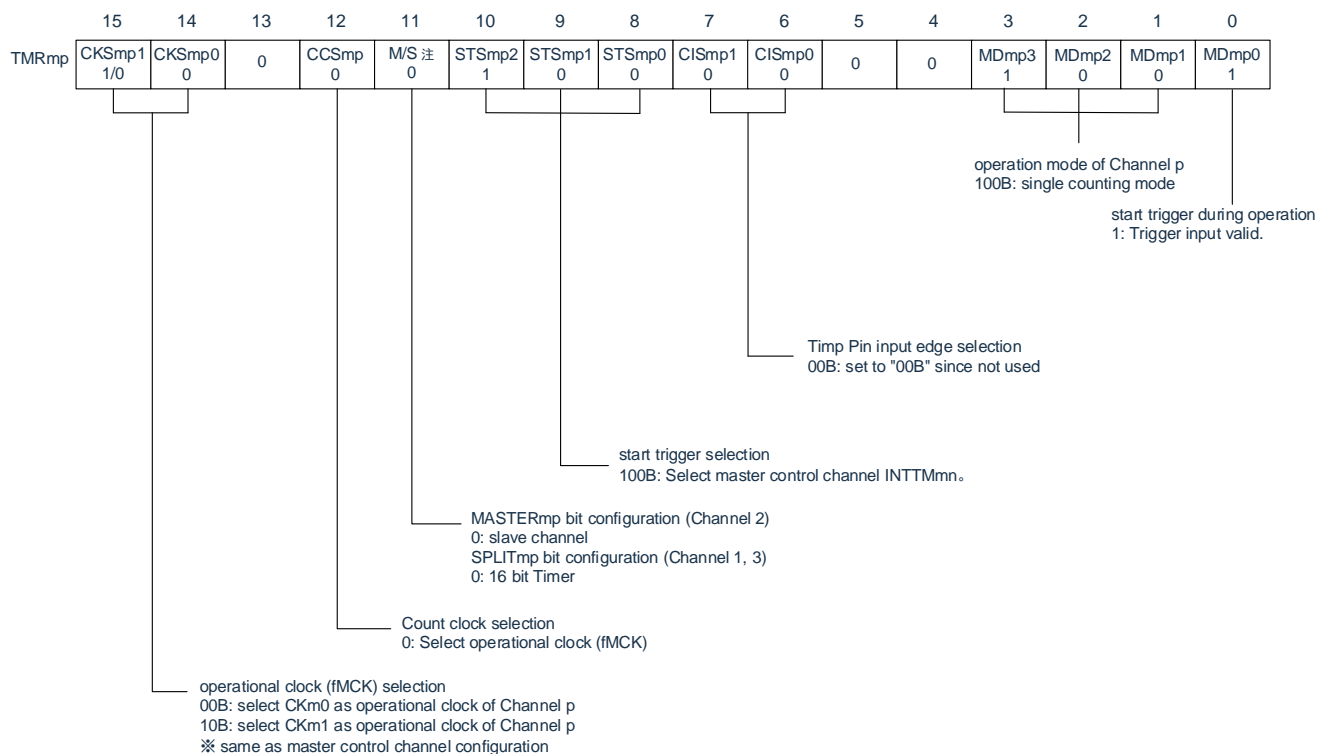 15 14 13 12 11 10 9 8 7 6 5 4 3 2 1 0
TMRmp CKSmp1 CKSmp0 0 CCSmp M/S 注 STSmp2 STSmp1 STSmp0 CISmp1 CISmp0 0 0 MDmp3 MDmp2 MDmp1 MDmp0
1/0 0 0 0 1 0 0 0 0 1 0 0 1
operation mode of Channel p
100B: single counting mode
start trigger during operation
1: Trigger input valid.
Timp Pin input edge selection
00B: set to "00B" since not used
start trigger selection
100B: Select master control channel INTTMmn。
MASTERmp bit configuration (Channel 2)
0: slave channel
SPLITmp bit configuration (Channel 1, 3)
0: 16 bit Timer
Count clock selection
0: Select operational clock (fMCK)
operational clock (fMCK) selection
00B: select CKm0 as operational clock of Channel p
10B: select CKm1 as operational clock of Channel p
※ same as master control channel configuration